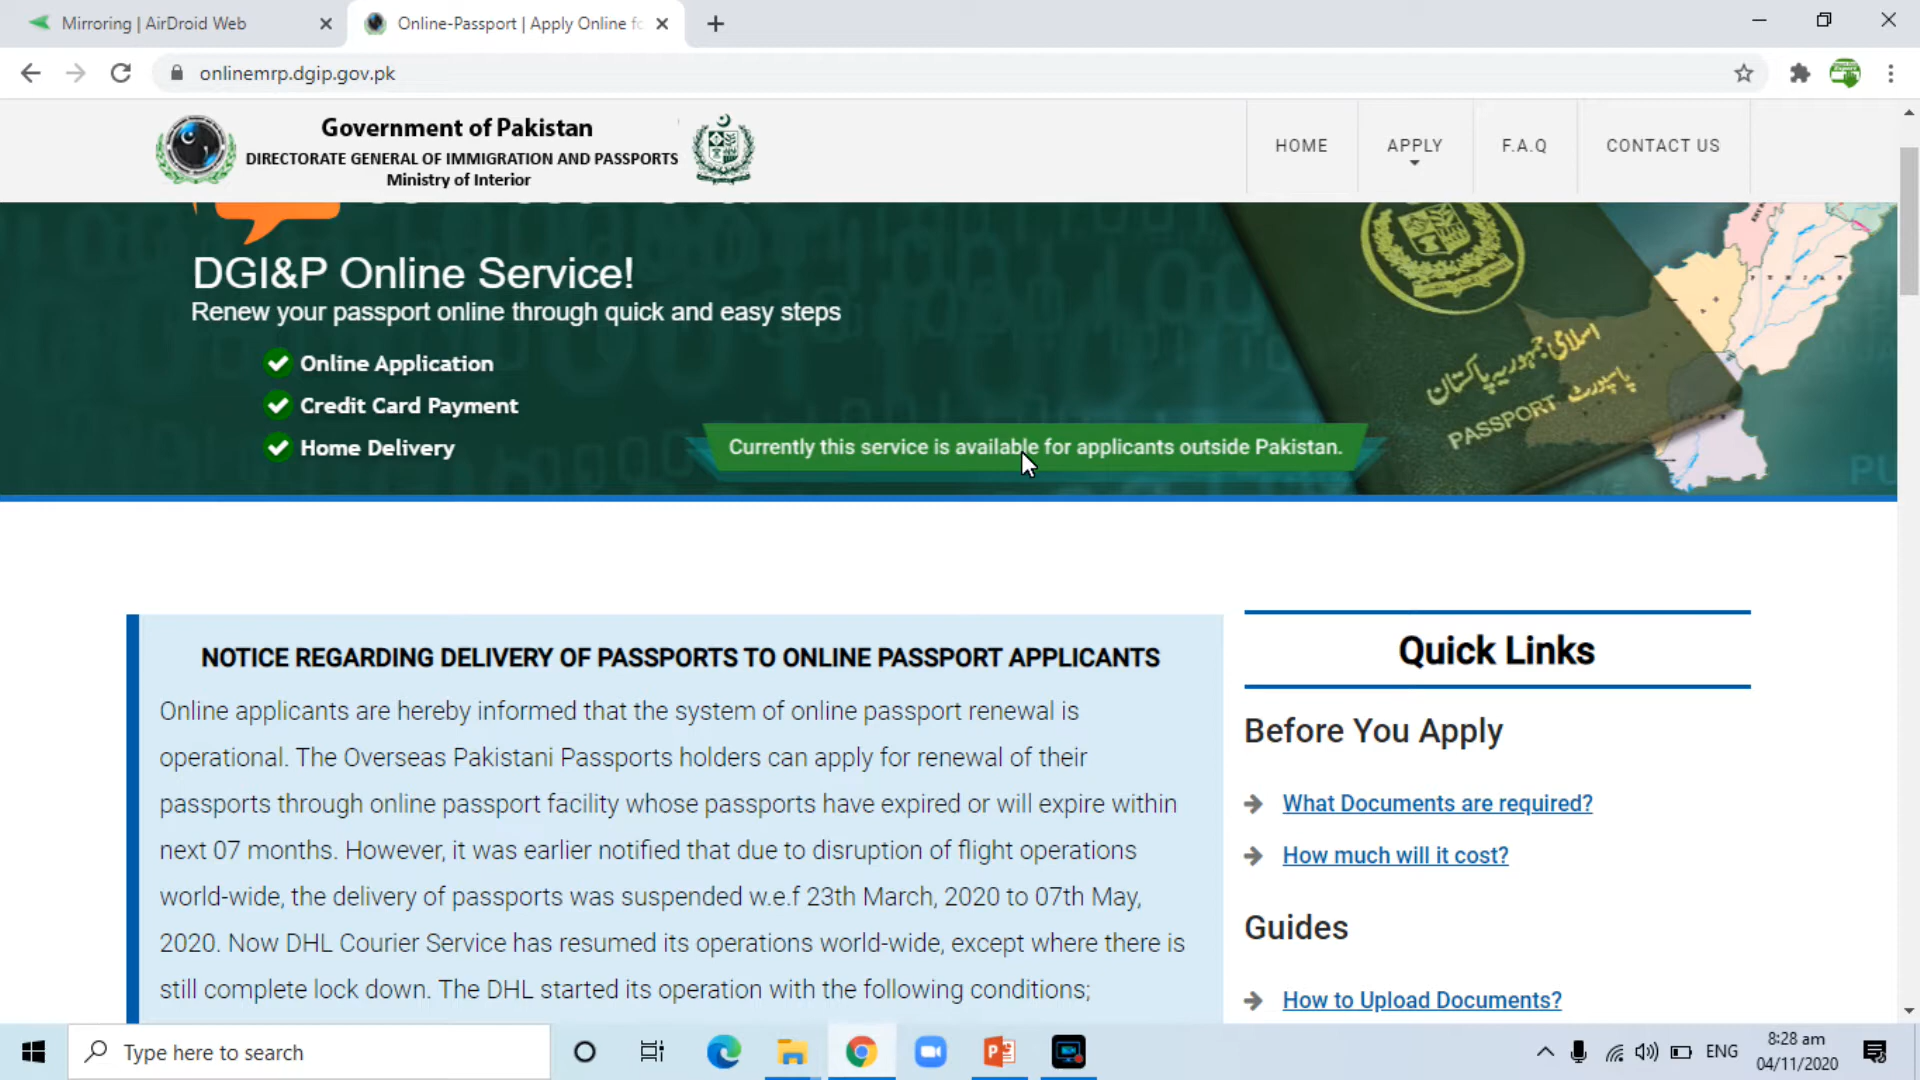 Mirroring | AirDroid Web
Online-Passport | Apply Online fo
onlinemrp.dgip.gov.pk
Government of Pakistan
DIRECTORATE GENERAL OF IMMIGRATION AND PASSPORTS
Ministry of Interior
HOME
APPLY
F.A.Q
CONTACT US
DGI&P Online Service!
Renew your passport online through quick and easy steps
Online Application
Credit Card Payment
Home Delivery
Currently this service is available for applicants outside Pakistan.
اسلامی جمہوریہ پاکستان
پاسپورٹ
PASSPORT
NOTICE REGARDING DELIVERY OF PASSPORTS TO ONLINE PASSPORT APPLICANTS
Online applicants are hereby informed that the system of online passport renewal is
operational. The Overseas Pakistani Passports holders can apply for renewal of their
passports through online passport facility whose passports have expired or will expire within
next 07 months. However, it was earlier notified that due to disruption of flight operations
world-wide, the delivery of passports was suspended w.e.f 23th March, 2020 to 07th May,
2020. Now DHL Courier Service has resumed its operations world-wide, except where there is
still complete lock down. The DHL started its operation with the following conditions;
Quick Links
Before You Apply
What Documents are required?
How much will it cost?
Guides
How to Upload Documents?
Type here to search
ENG
8:28 am
04/11/2020